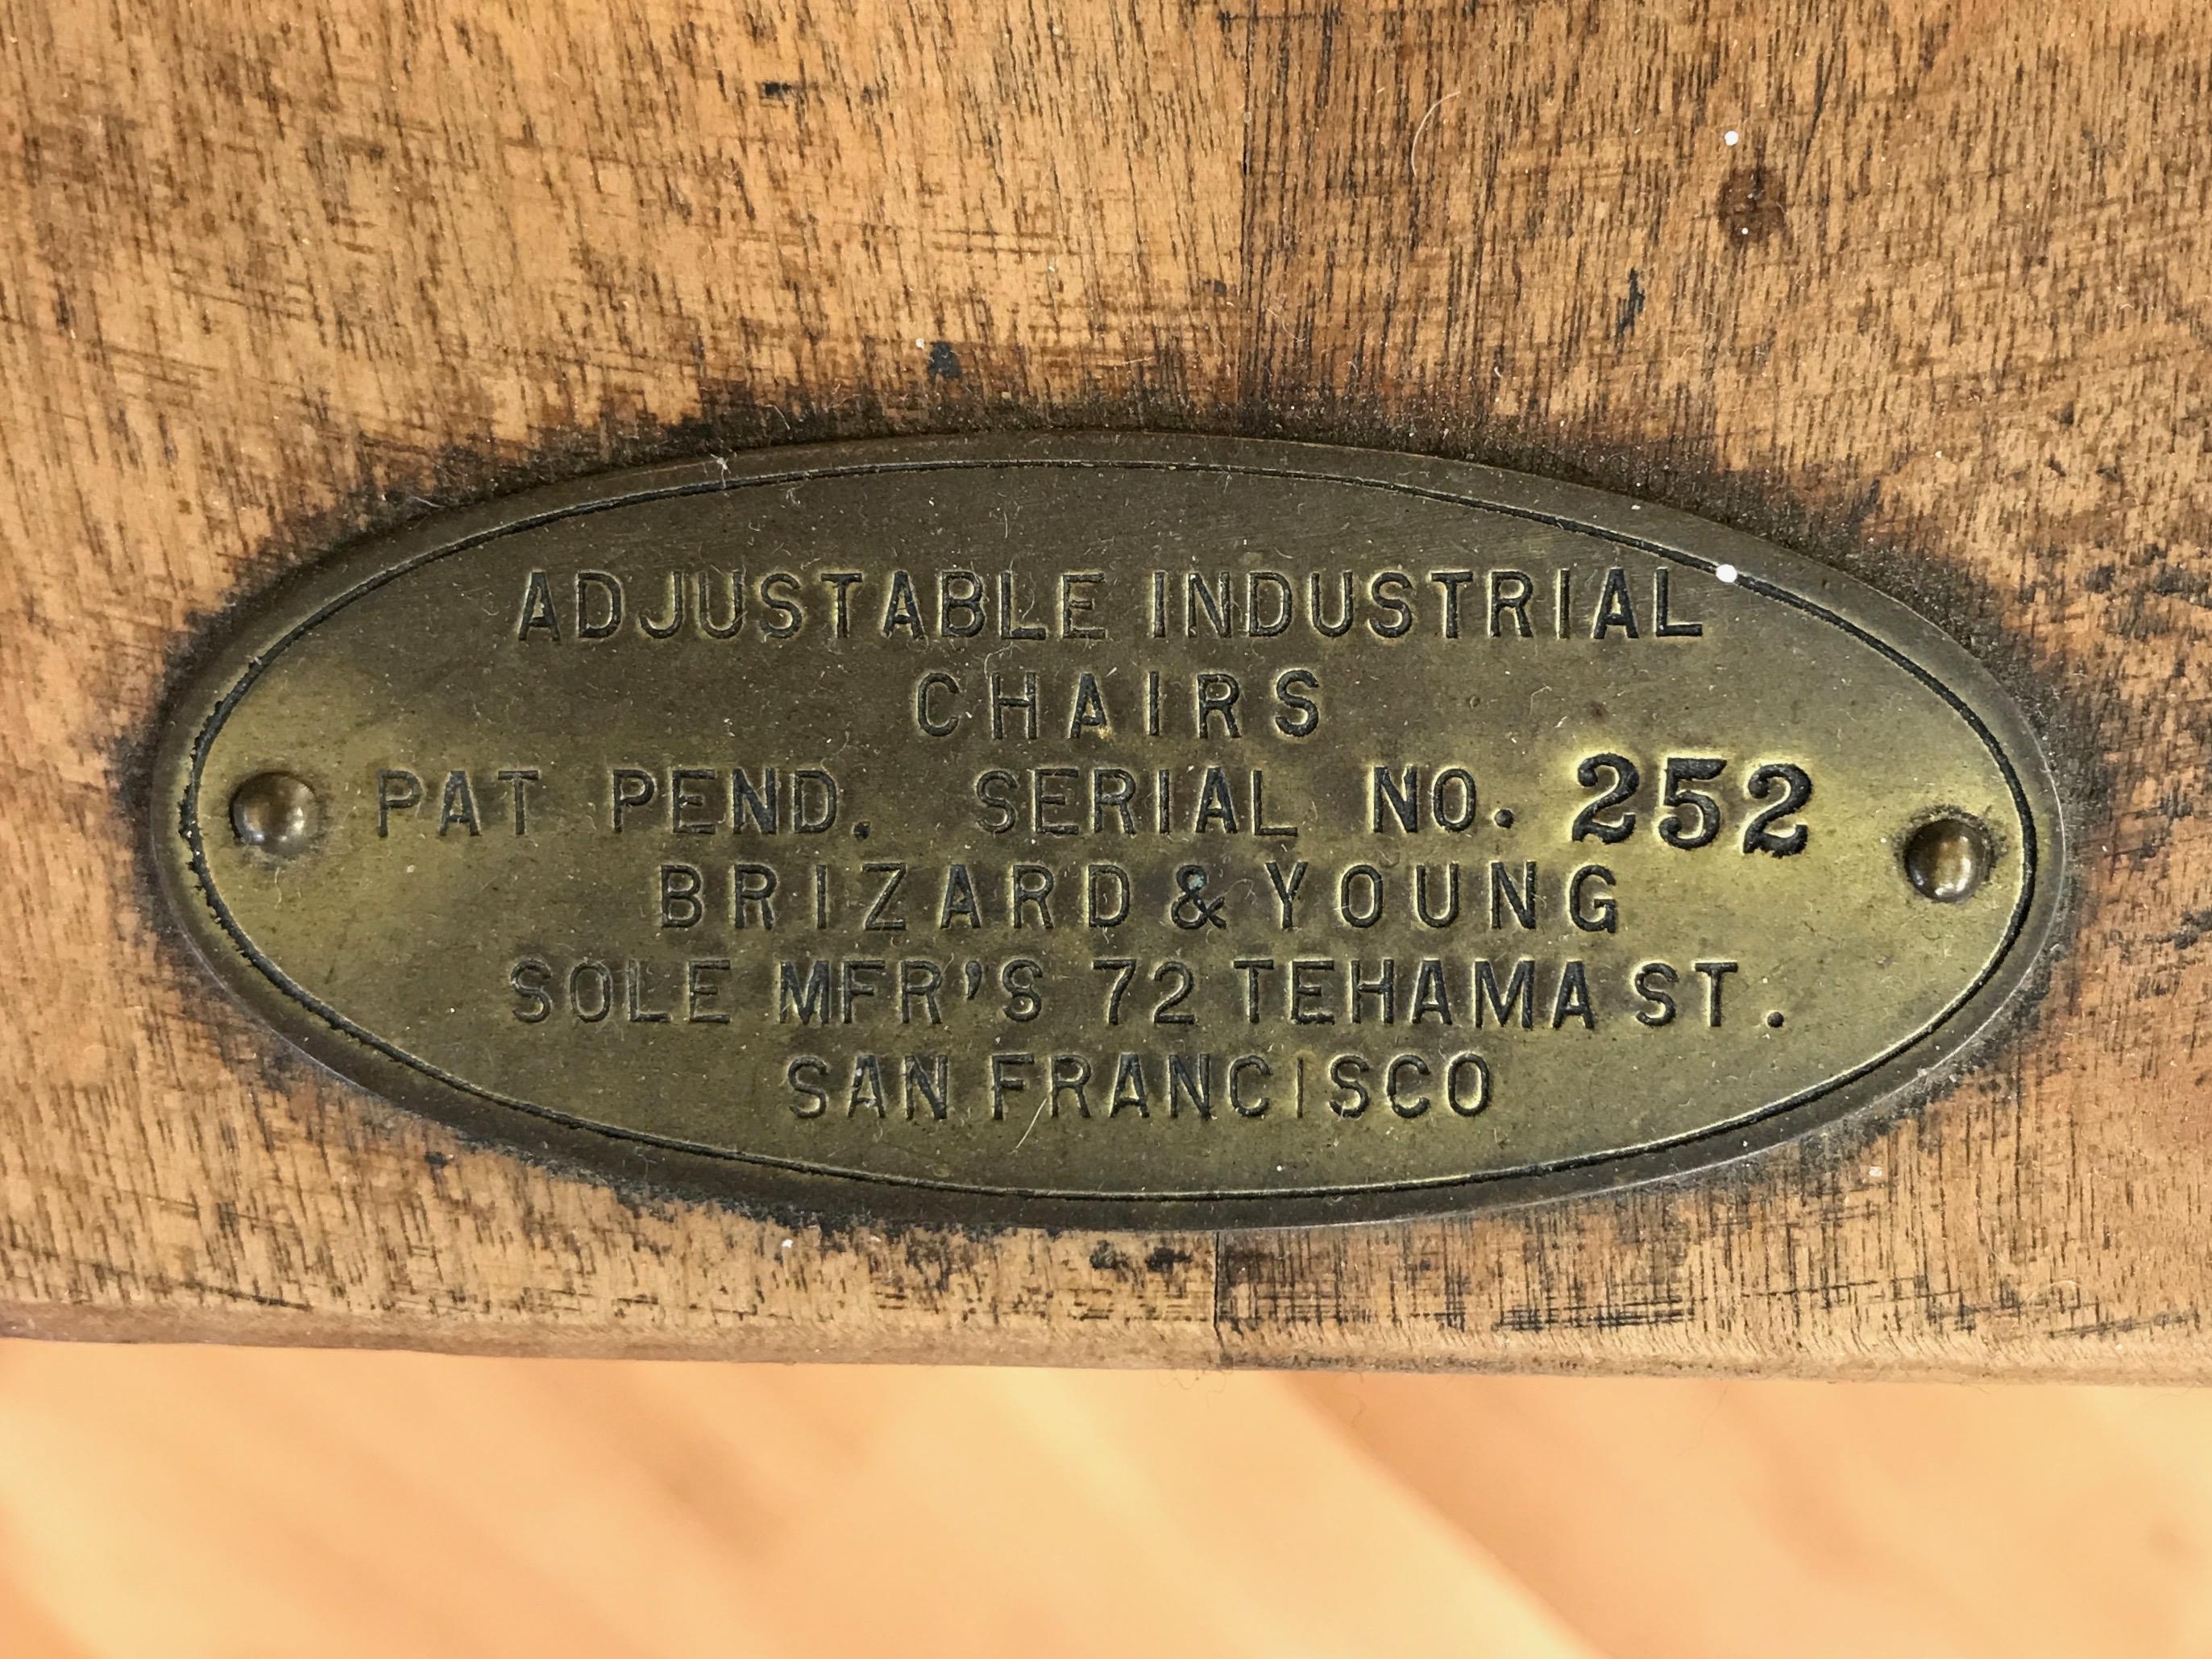 ADJUSTABLE INDUSTRIAL
CHAIRS
PAT PEND. SERIAL NO. 252
BRIZARD & YOUNG
SOLE MFR'S 72 TEHAMA ST.
SAN FRANCISCO